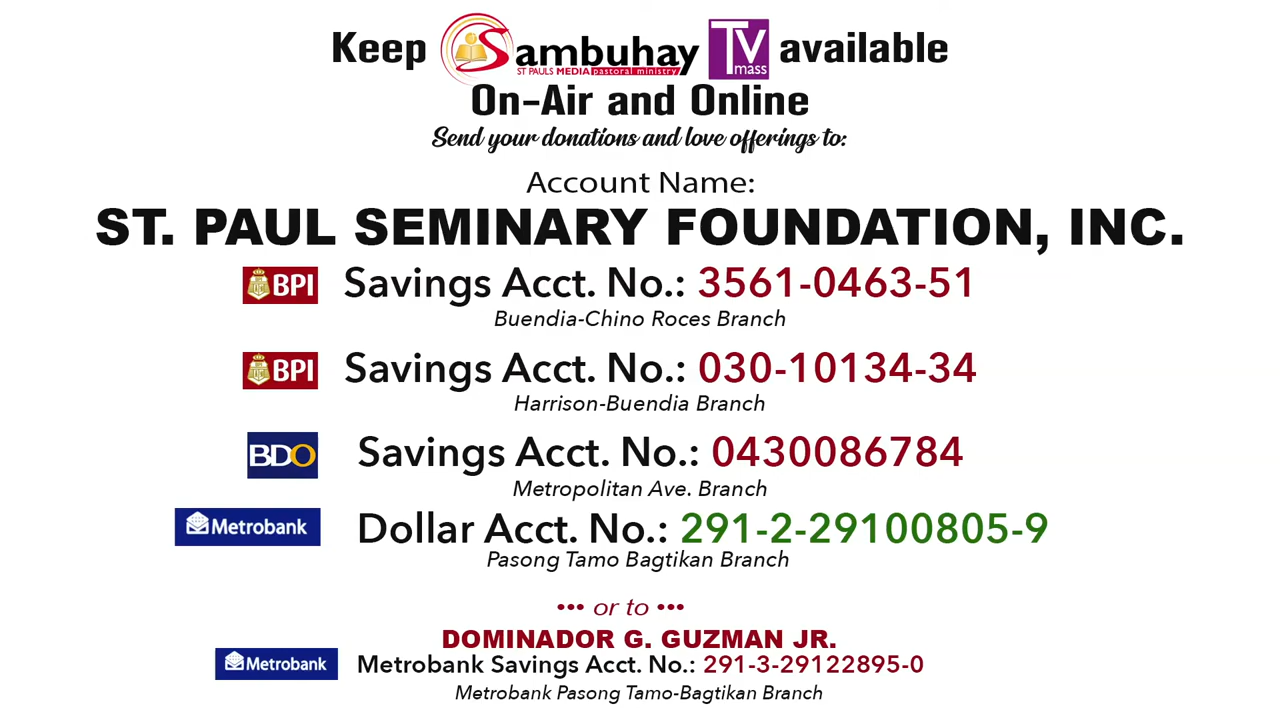 Keep Sambuhay TV mass available
ST PAULS MEDIA pastoral ministry
On-Air and Online
Send your donations and love offerings to:
Account Name:
ST. PAUL SEMINARY FOUNDATION, INC.
BPI Savings Acct. No.: 3561-0463-51
Buendia-Chino Roces Branch
BPI Savings Acct. No.: 030-10134-34
Harrison-Buendia Branch
BDO Savings Acct. No.: 0430086784
Metropolitan Ave. Branch
Metrobank Dollar Acct. No.: 291-2-29100805-9
Pasong Tamo Bagtikan Branch
••• or to •••
DOMINADOR G. GUZMAN JR.
Metrobank Metrobank Savings Acct. No.: 291-3-29122895-0
Metrobank Pasong Tamo-Bagtikan Branch